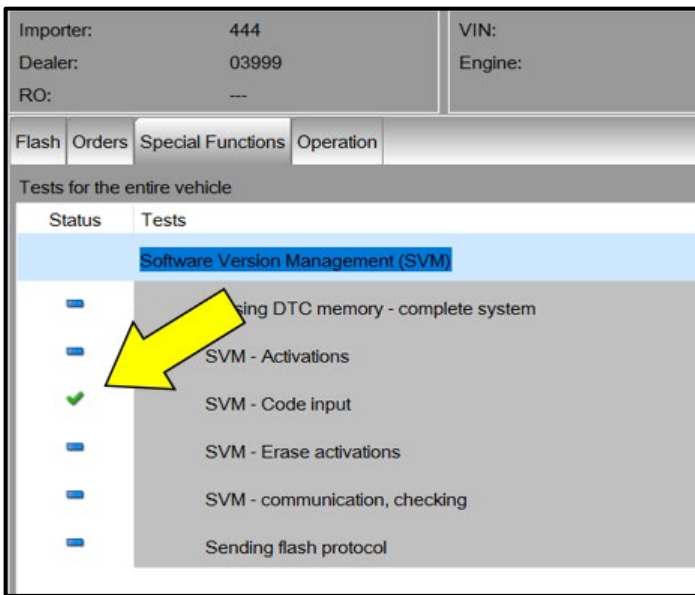 Importer: 444 VIN:
Dealer: 03999 Engine:
RO: ---
Flash Orders Special Functions Operation
Tests for the entire vehicle
Status Tests
Software Version Management (SVM)
DTC memory - complete system
SVM - Activations
SVM - Code input
SVM - Erase activations
SVM - communication, checking
Sending flash protocol